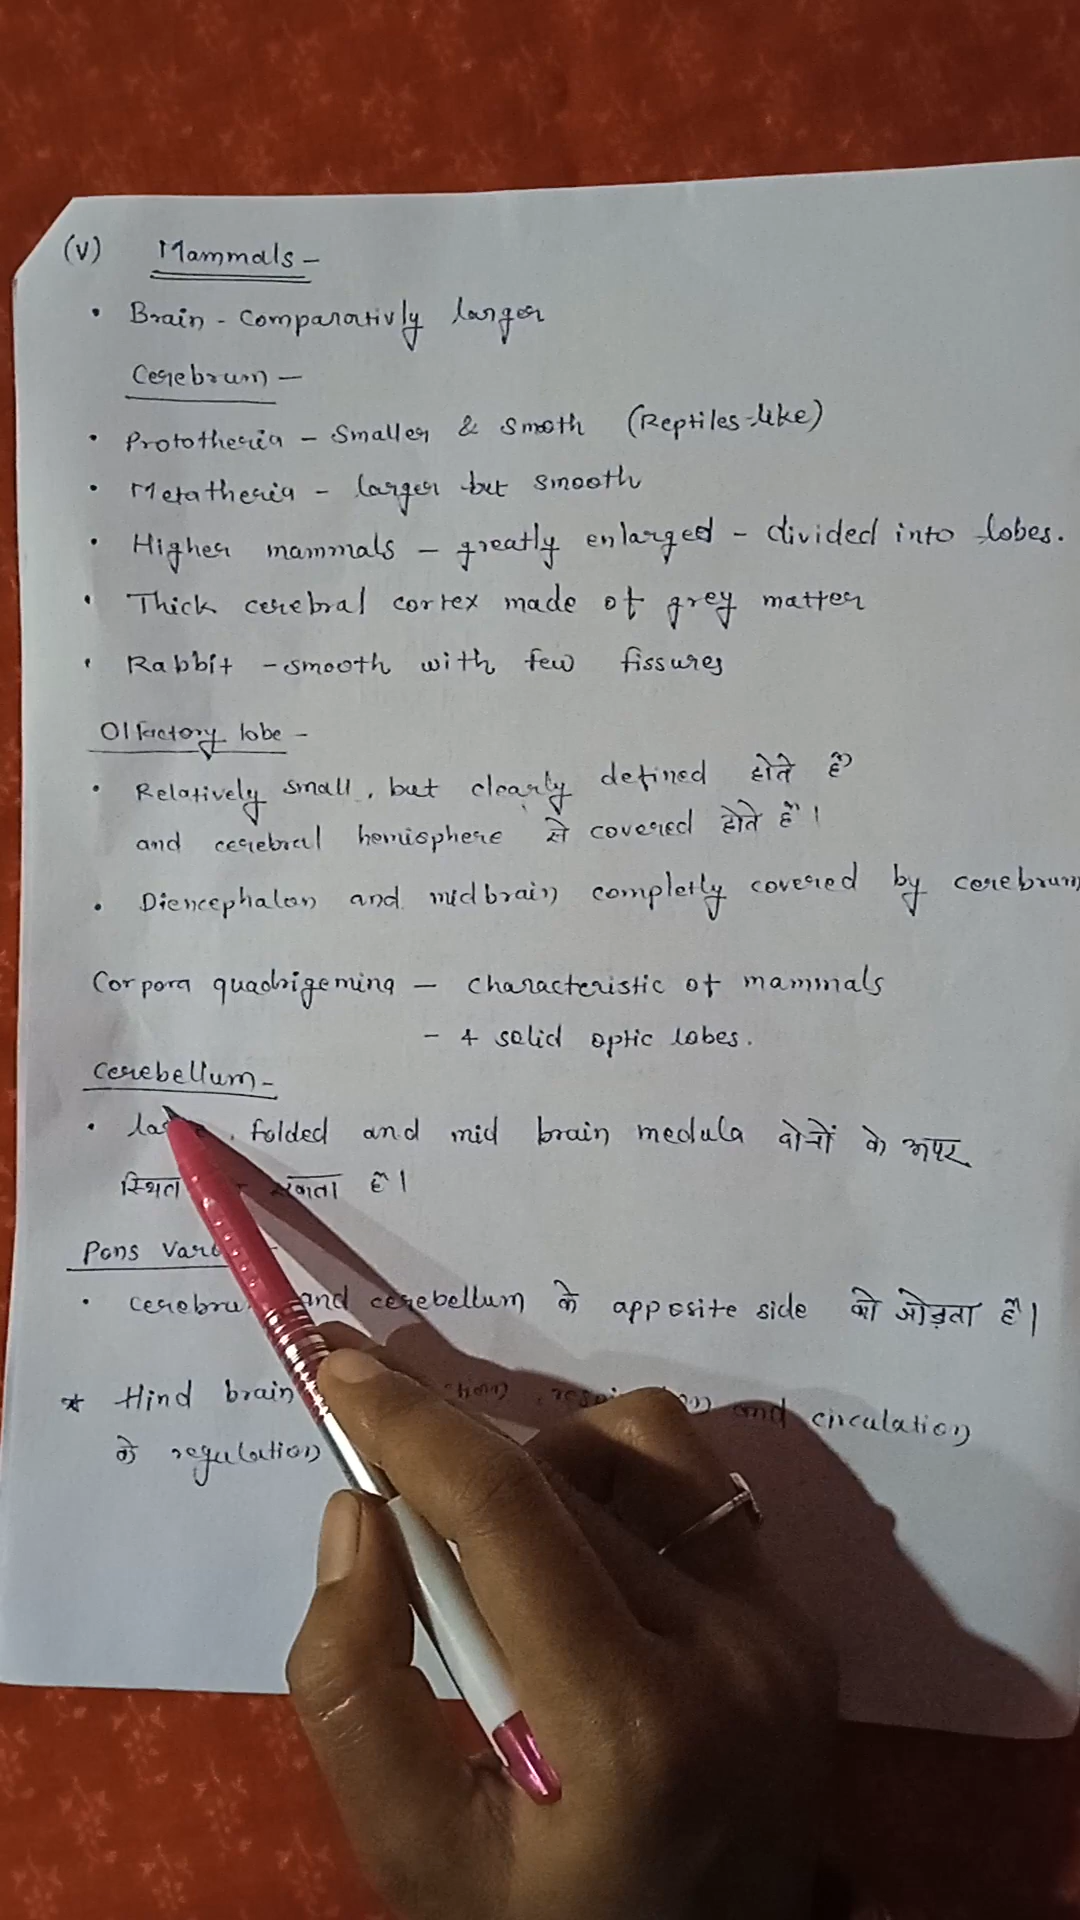 (V) Mammals -
• Brain - Comparativly larger
Cerebrum -
• Prototheria - smaller & smoth (Reptiles-like)
• Metatheria - larger but smooth
• Higher mammals - greatly enlarged - divided into lobes.
• Thick cerebral cortex made of grey matter
• Rabbit - smooth with few fissures
Olfactory lobe -
• Relatively small, but clearly defined होते हैं
and cerebral hemisphere से covered होते हैं।
• Diencephalon and midbrain completly covered by cerebrum
Corpora quadrigemina - characteristic of mammals
- 4 solid optic lobes.
Cerebellum -
• folded and mid brain medula दोनों के ऊपर
स्थित सकता है।
Pons
• and cerebellum के opposite side को जोड़ता है।
* Hind brain and circulation
के regulation